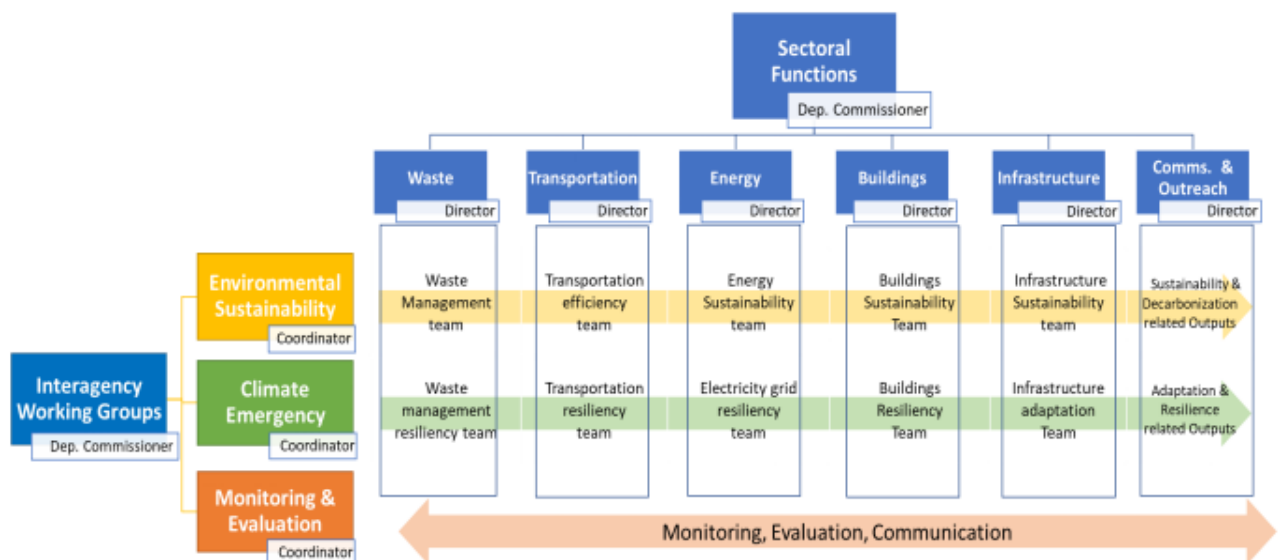 Sectoral
Functions
Dep. Commissioner
Waste
Director
Transportation
Director
Energy
Director
Buildings
Director
Infrastructure
Director
Comms. &
Outreach
Director
Interagency
Working Groups
Dep. Commissioner
Environmental
Sustainability
Coordinator
Waste
Management
team
Transportation
efficiency
team
Energy
Sustainability
team
Buildings
Sustainability
Team
Infrastructure
Sustainability
team
Sustainability &
Decarbonization
related Outputs
Climate
Emergency
Coordinator
Waste
management
resiliency team
Transportation
resiliency
team
Electricity grid
resiliency
team
Buildings
Resiliency
Team
Infrastructure
adaptation
Team
Adaptation &
Resilience
related Outputs
Monitoring &
Evaluation
Coordinator
Monitoring, Evaluation, Communication